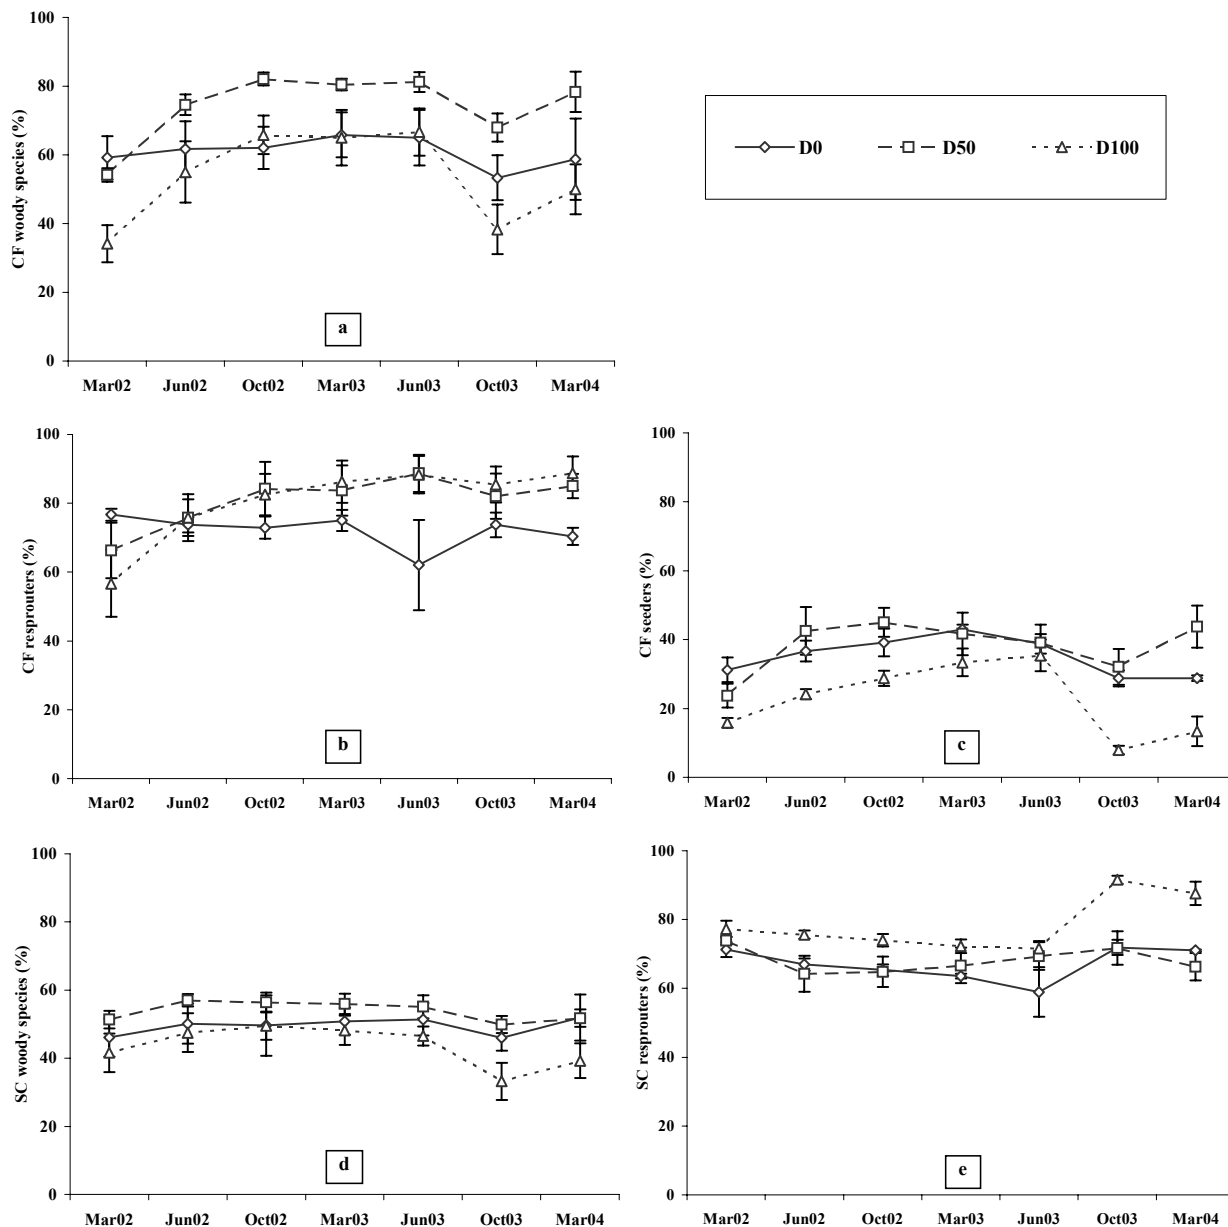 CF woody species (%)
100
80
60
40
20
0
a
Mar02 Jun02 Oct02 Mar03 Jun03 Oct03 Mar04
D0 D50 D100
CF resprouters (%)
100
80
60
40
20
0
b
Mar02 Jun02 Oct02 Mar03 Jun03 Oct03 Mar04
CF seeders (%)
100
80
60
40
20
0
c
Mar02 Jun02 Oct02 Mar03 Jun03 Oct03 Mar04
SC woody species (%)
100
80
60
40
20
0
d
Mar02 Jun02 Oct02 Mar03 Jun03 Oct03 Mar04
SC resprouters (%)
100
80
60
40
20
0
e
Mar02 Jun02 Oct02 Mar03 Jun03 Oct03 Mar04